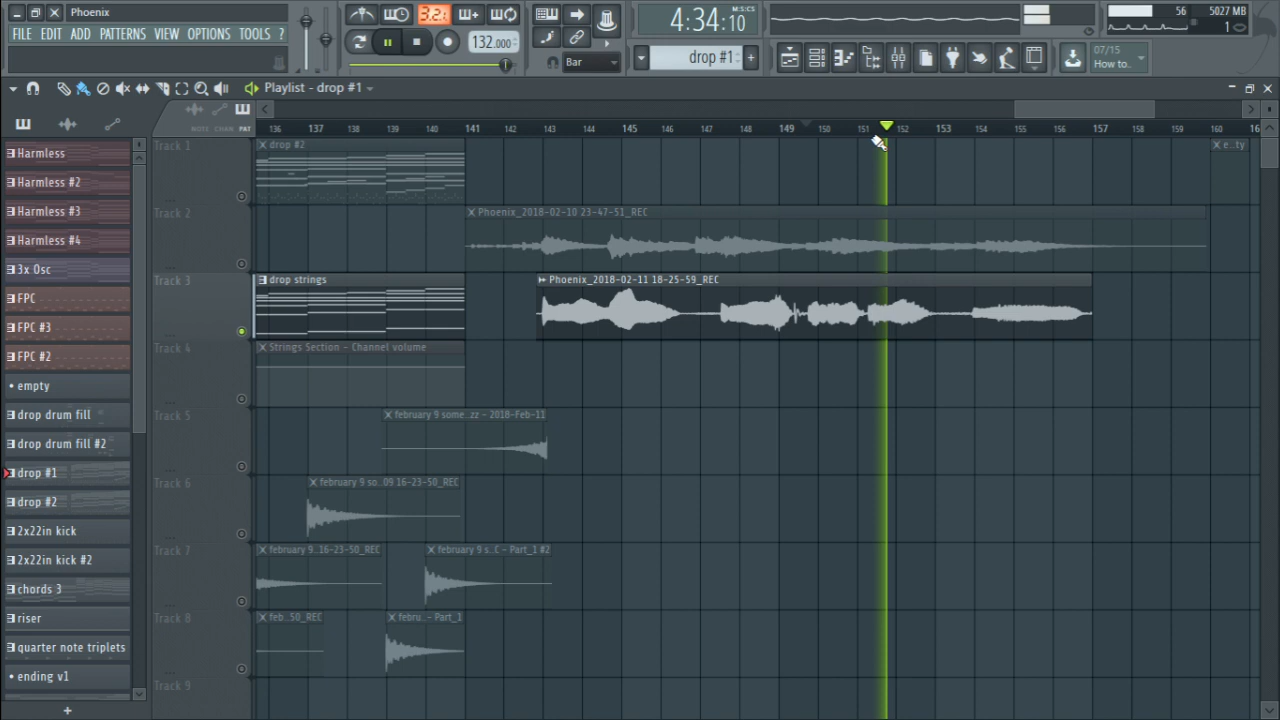 Phoenix
FILE EDIT ADD PATTERNS VIEW OPTIONS TOOLS ?
3.2.
132.000
Bar
4:34:10
M:S:CS
drop #1
56
5027 MB
1
07/15
How to..
Playlist - drop #1
NOTE CHAN PAT
136 137 138 139 140 141 142 143 144 145 146 147 148 149 150 151 152 153 154 155 156 157 158 159 160 16
Harmless
Harmless #2
Harmless #3
Harmless #4
3x Osc
FPC
FPC #3
FPC #2
empty
drop drum fill
drop drum fill #2
drop #1
drop #2
2x22in kick
2x22in kick #2
chords 3
riser
quarter note triplets
ending v1
+
Track 1
drop #2
e..ty
Track 2
Phoenix_2018-02-10 23-47-51_REC
Track 3
drop strings
Phoenix_2018-02-11 18-25-59_REC
Track 4
Strings Section - Channel volume
Track 5
february 9 some..zz - 2018-Feb-11
Track 6
february 9 so..09 16-23-50_REC
Track 7
february 9..16-23-50_REC
february 9 s..C - Part_1 #2
Track 8
feb..50_REC
febru..- Part_1
Track 9